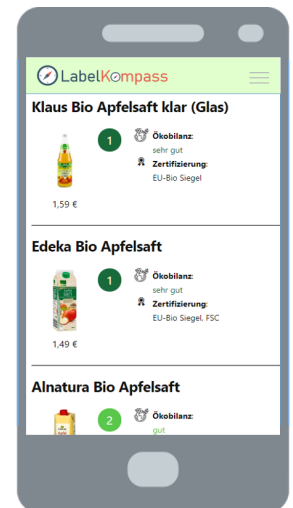 LabelKompass
Klaus Bio Apfelsaft klar (Glas)
1
Ökobilanz:
sehr gut
Zertifizierung:
EU-Bio Siegel
1,59 €
Edeka Bio Apfelsaft
1
Ökobilanz:
sehr gut
Zertifizierung:
EU-Bio Siegel, FSC
1,49 €
Alnatura Bio Apfelsaft
2
Ökobilanz:
gut